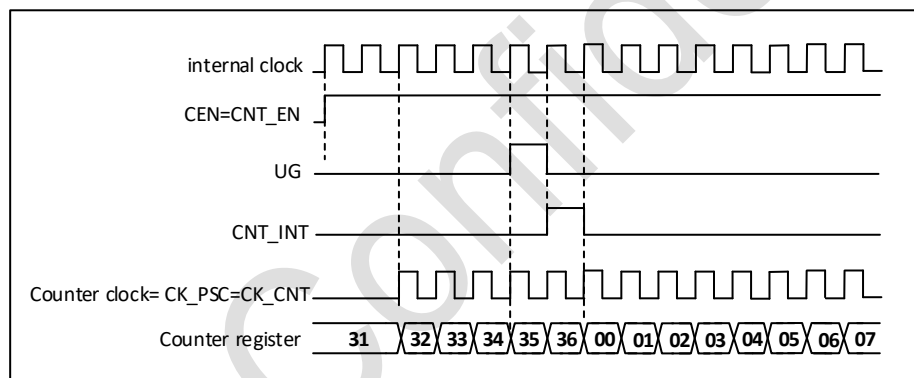 internal clock
CEN=CNT_EN
UG
CNT_INT
Counter clock= CK_PSC=CK_CNT
Counter register 31 32 33 34 35 36 00 01 02 03 04 05 06 07